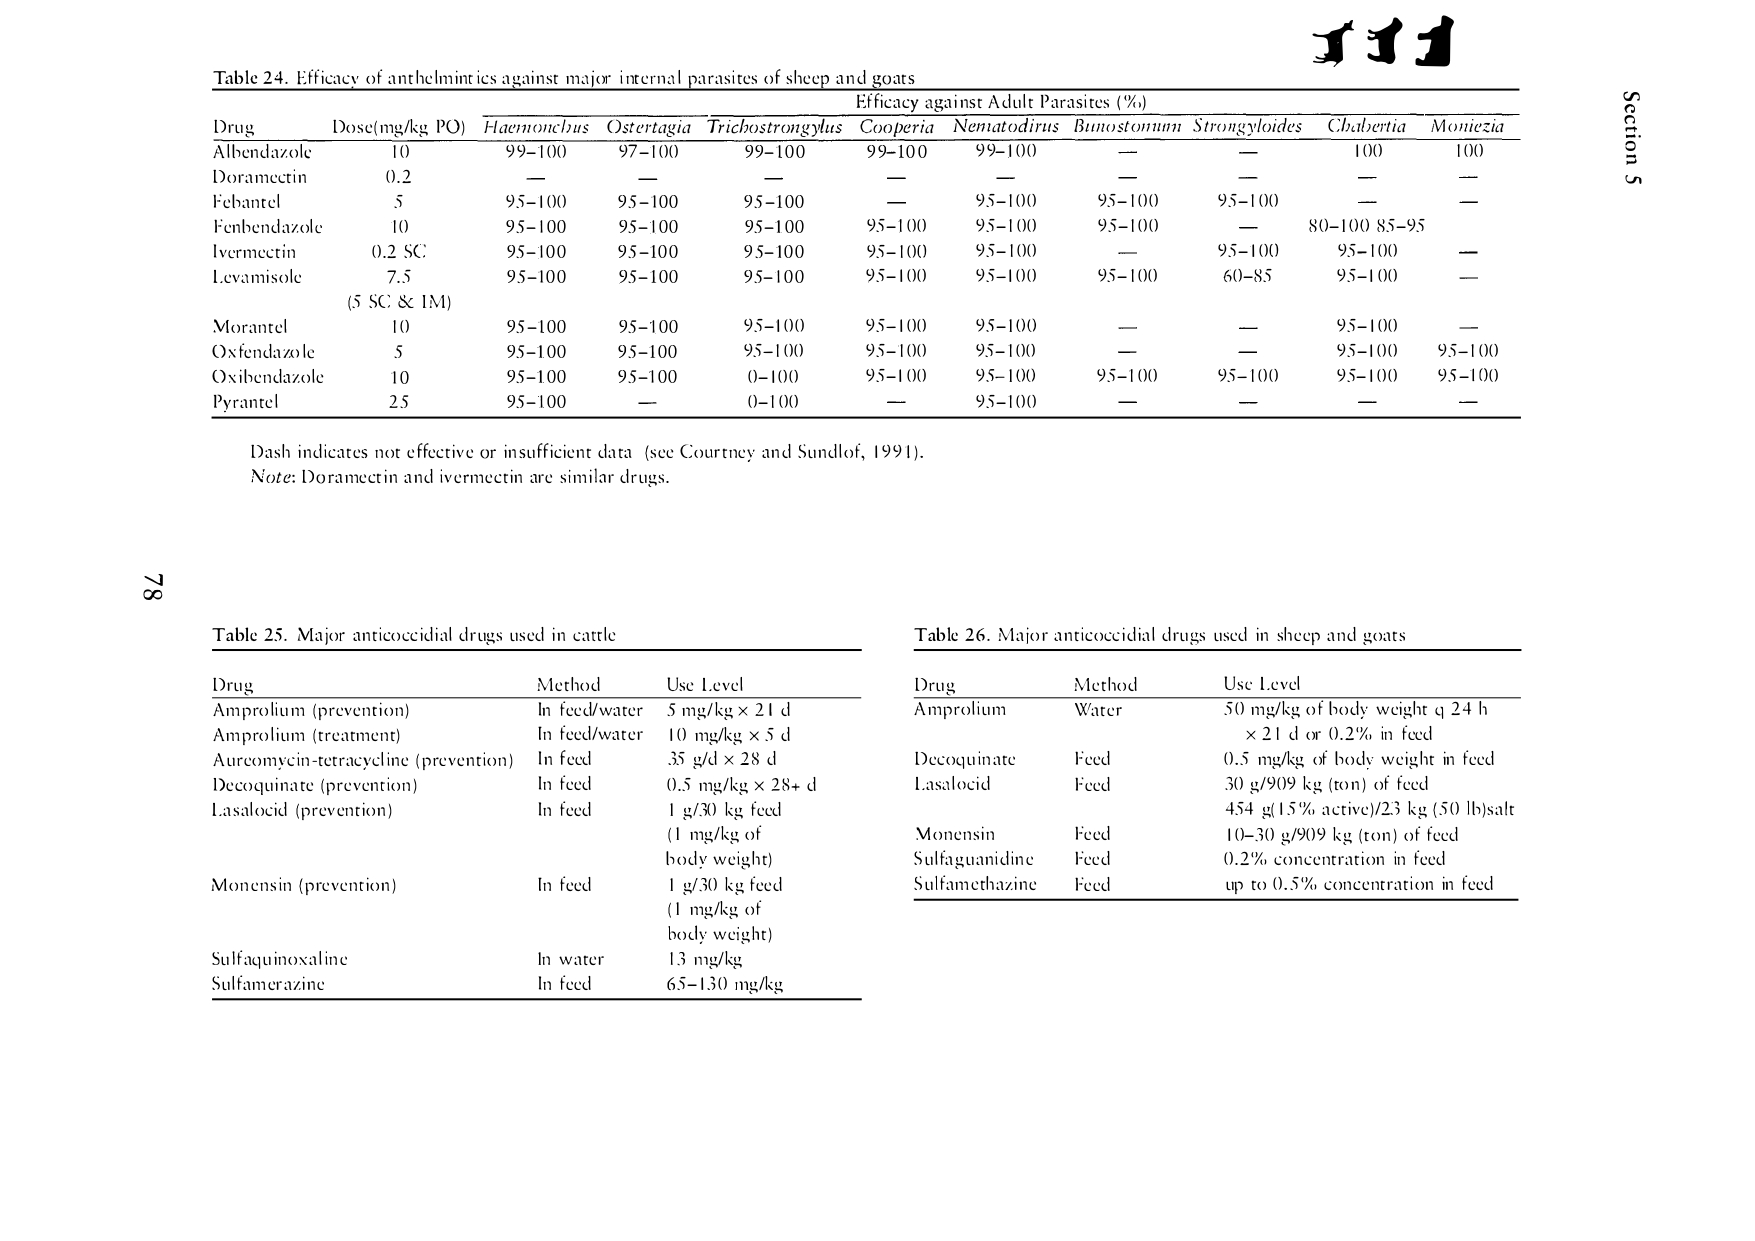 Section 5
Table 24. Efficacy of anthelmintics against major internal parasites of sheep and goats
Efficacy against Adult Parasites (%)
Drug Dose(mg/kg PO) Haemonchus Ostertagia Trichostrongylus Cooperia Nematodirus Bunostomum Strongyloides Chabertia Moniezia
Albendazole 10 99–100 97–100 99–100 99–100 99–100 — — 100 100
Doramectin 0.2 — — — — — — — — —
Febantel 5 95–100 95–100 95–100 — 95–100 95–100 95–100 — —
Fenbendazole 10 95–100 95–100 95–100 95–100 95–100 95–100 — 80–100 85–95
Ivermectin 0.2 SC 95–100 95–100 95–100 95–100 95–100 — 95–100 95–100 —
Levamisole 7.5 95–100 95–100 95–100 95–100 95–100 95–100 60–85 95–100 —
(5 SC & IM)
Morantel 10 95–100 95–100 95–100 95–100 95–100 — — 95–100 —
Oxfendazole 5 95–100 95–100 95–100 95–100 95–100 — — 95–100 95–100
Oxibendazole 10 95–100 95–100 0–100 95–100 95–100 95–100 95–100 95–100 95–100
Pyrantel 25 95–100 — 0–100 — 95–100 — — — —
Dash indicates not effective or insufficient data (see Courtney and Sundlof, 1991).
Note: Doramectin and ivermectin are similar drugs.
78
Table 25. Major anticoccidial drugs used in cattle
Drug Method Use Level
Amprolium (prevention) In feed/water 5 mg/kg × 21 d
Amprolium (treatment) In feed/water 10 mg/kg × 5 d
Aureomycin-tetracycline (prevention) In feed 35 g/d × 28 d
Decoquinate (prevention) In feed 0.5 mg/kg × 28+ d
Lasalocid (prevention) In feed 1 g/30 kg feed
(1 mg/kg of
body weight)
Monensin (prevention) In feed 1 g/30 kg feed
(1 mg/kg of
body weight)
Sulfaquinoxaline In water 13 mg/kg
Sulfamerazine In feed 65–130 mg/kg
Table 26. Major anticoccidial drugs used in sheep and goats
Drug Method Use Level
Amprolium Water 50 mg/kg of body weight q 24 h
× 21 d or 0.2% in feed
Decoquinate Feed 0.5 mg/kg of body weight in feed
Lasalocid Feed 30 g/909 kg (ton) of feed
454 g(15% active)/23 kg (50 lb)salt
Monensin Feed 10–30 g/909 kg (ton) of feed
Sulfaguanidine Feed 0.2% concentration in feed
Sulfamethazine Feed up to 0.5% concentration in feed